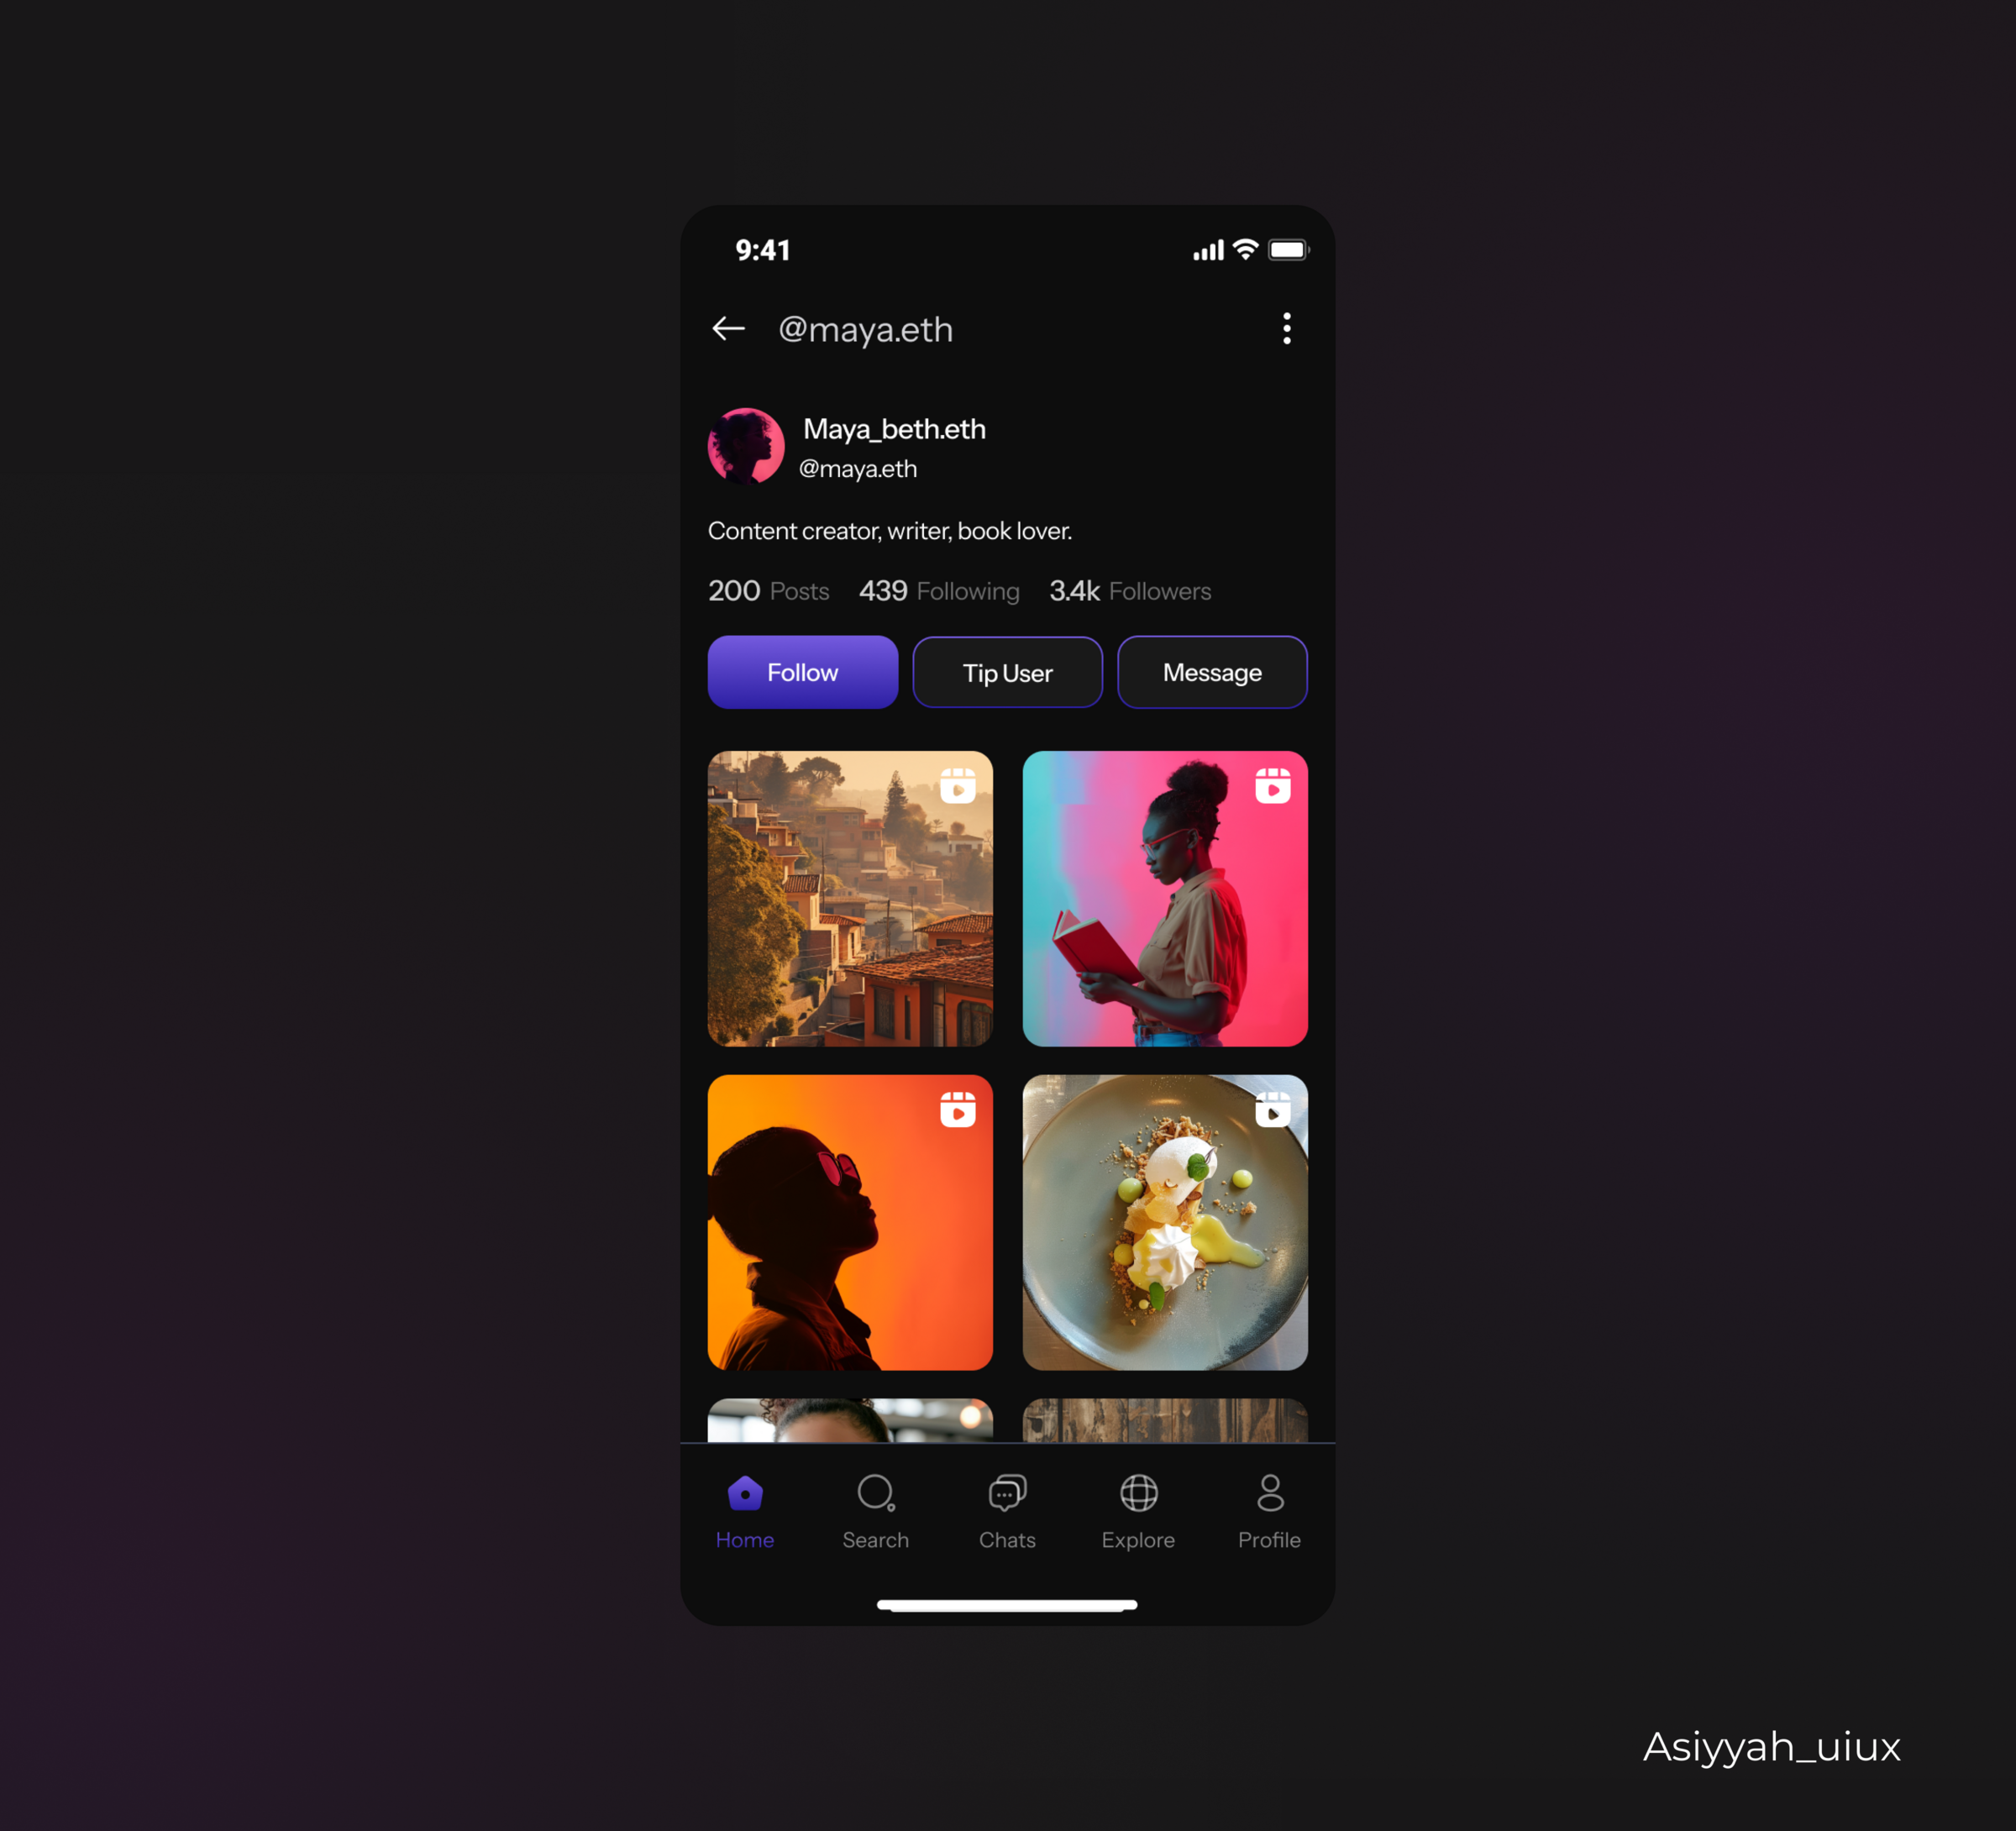 9:41
@maya.eth
Maya_beth.eth
@maya.eth
Content creator, writer, book lover.
200 Posts 439 Following 3.4k Followers
Follow Tip User Message
Home Search Chats Explore Profile
Asiyyah_uiux